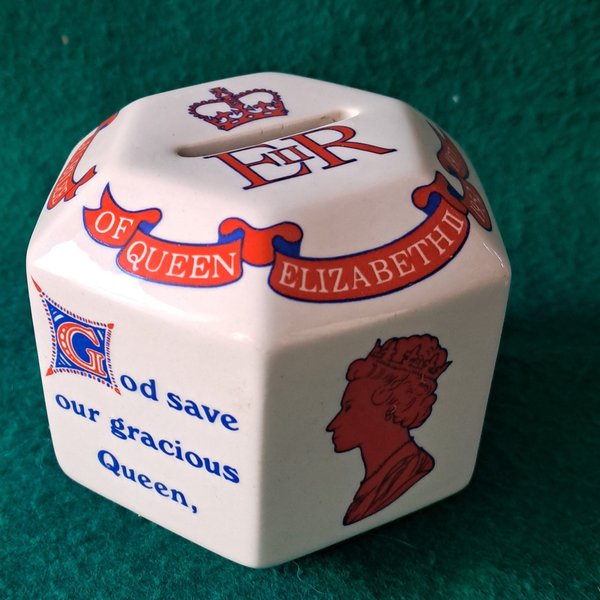 EIIR
OF QUEEN ELIZABETH II
God save
our gracious
Queen,